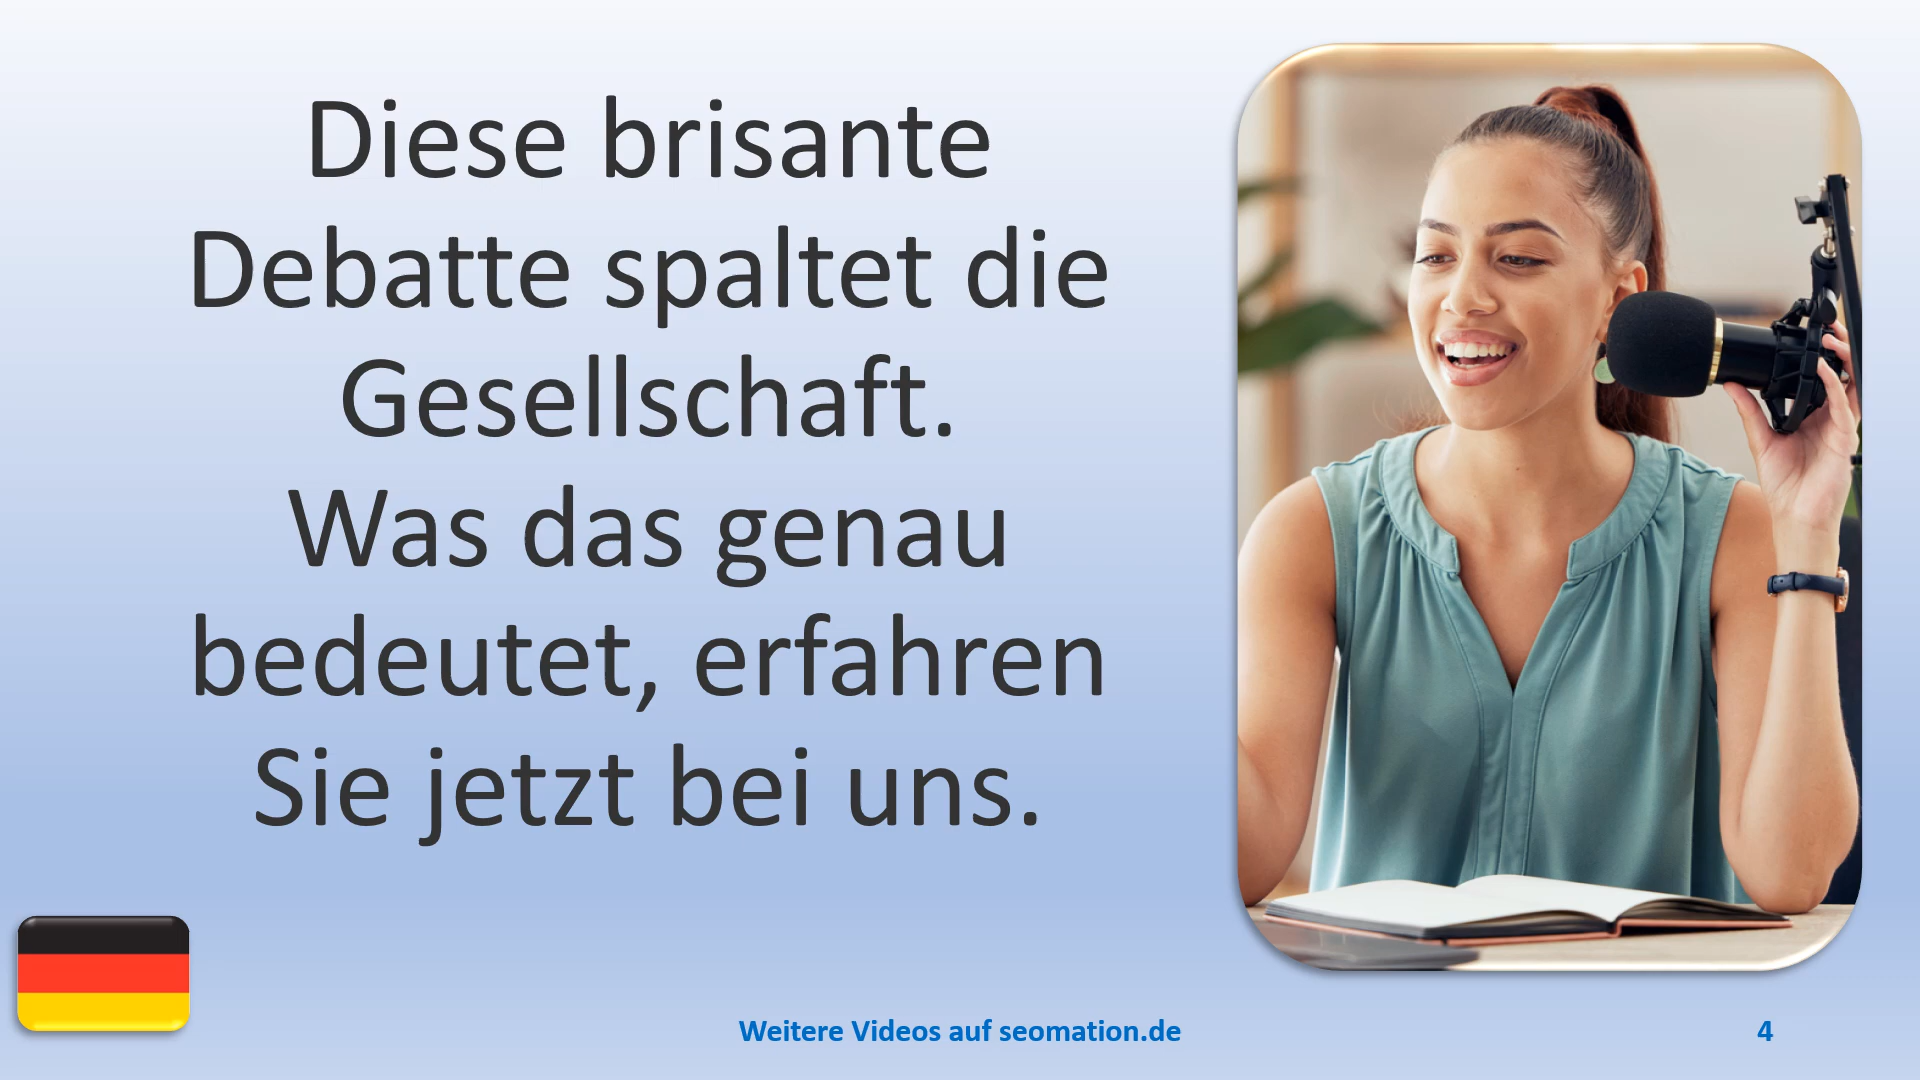 Diese brisante
Debatte spaltet die
Gesellschaft.
Was das genau
bedeutet, erfahren
Sie jetzt bei uns.
Weitere Videos auf seomation.de
4